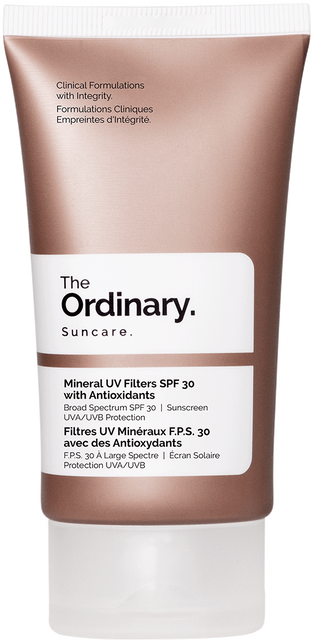 Clinical Formulations
with Integrity.
Formulations Cliniques
Empreintes d'Intégrité.
The
Ordinary.
Suncare.
Mineral UV Filters SPF 30
with Antioxidants
Broad Spectrum SPF 30 | Sunscreen
UVA/UVB Protection
Filtres UV Minéraux F.P.S. 30
avec des Antioxydants
F.P.S. 30 À Large Spectre | Écran Solaire
Protection UVA/UVB